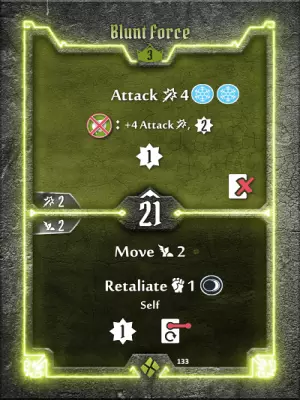 Blunt Force
3
Attack 4
: +4 Attack , 2
1
2
21
2
Move 2
Retaliate 1
Self
1
133